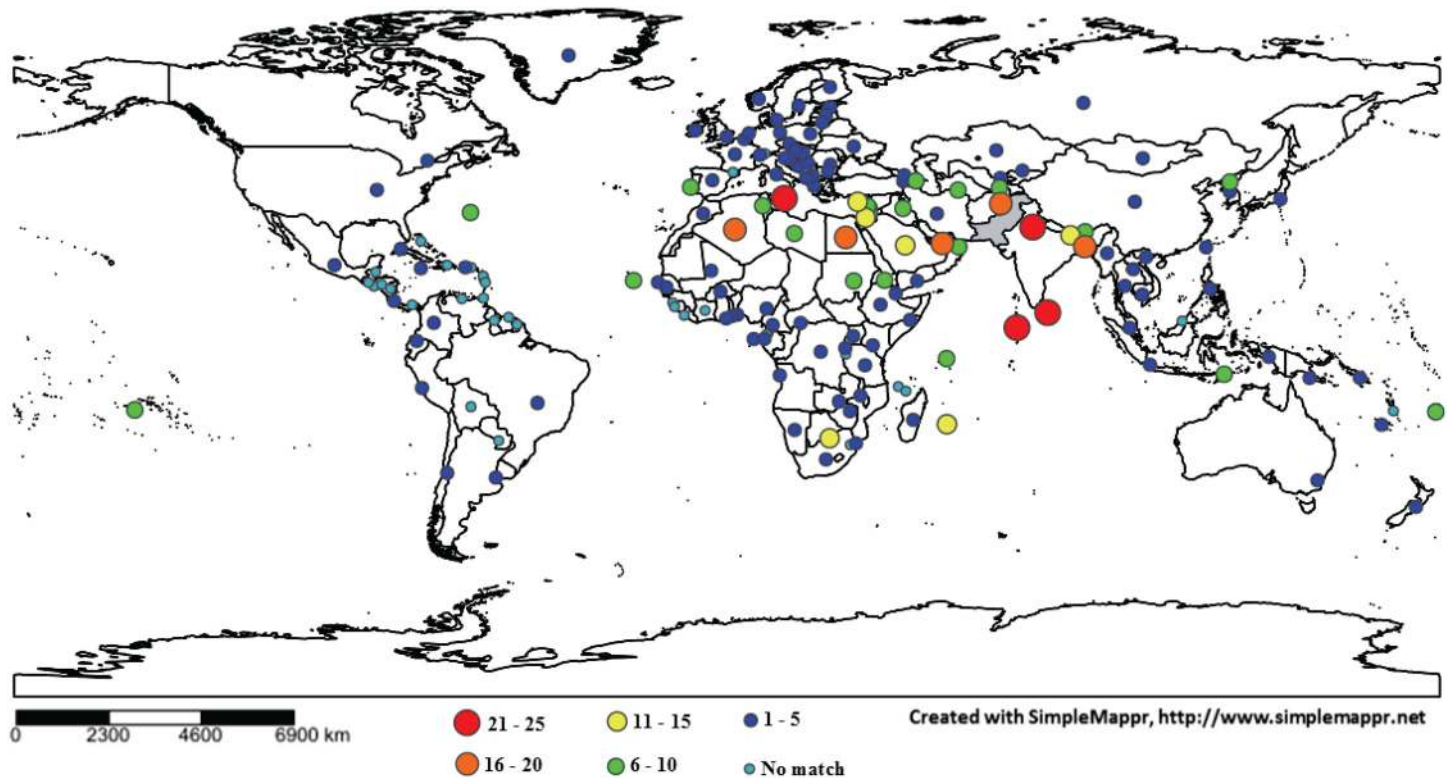 21 - 25
11 - 15
1 - 5
Created with SimpleMappr, http://www.simplemappr.net
0
2300
4600
6900 km
16 - 20
6 - 10
No match